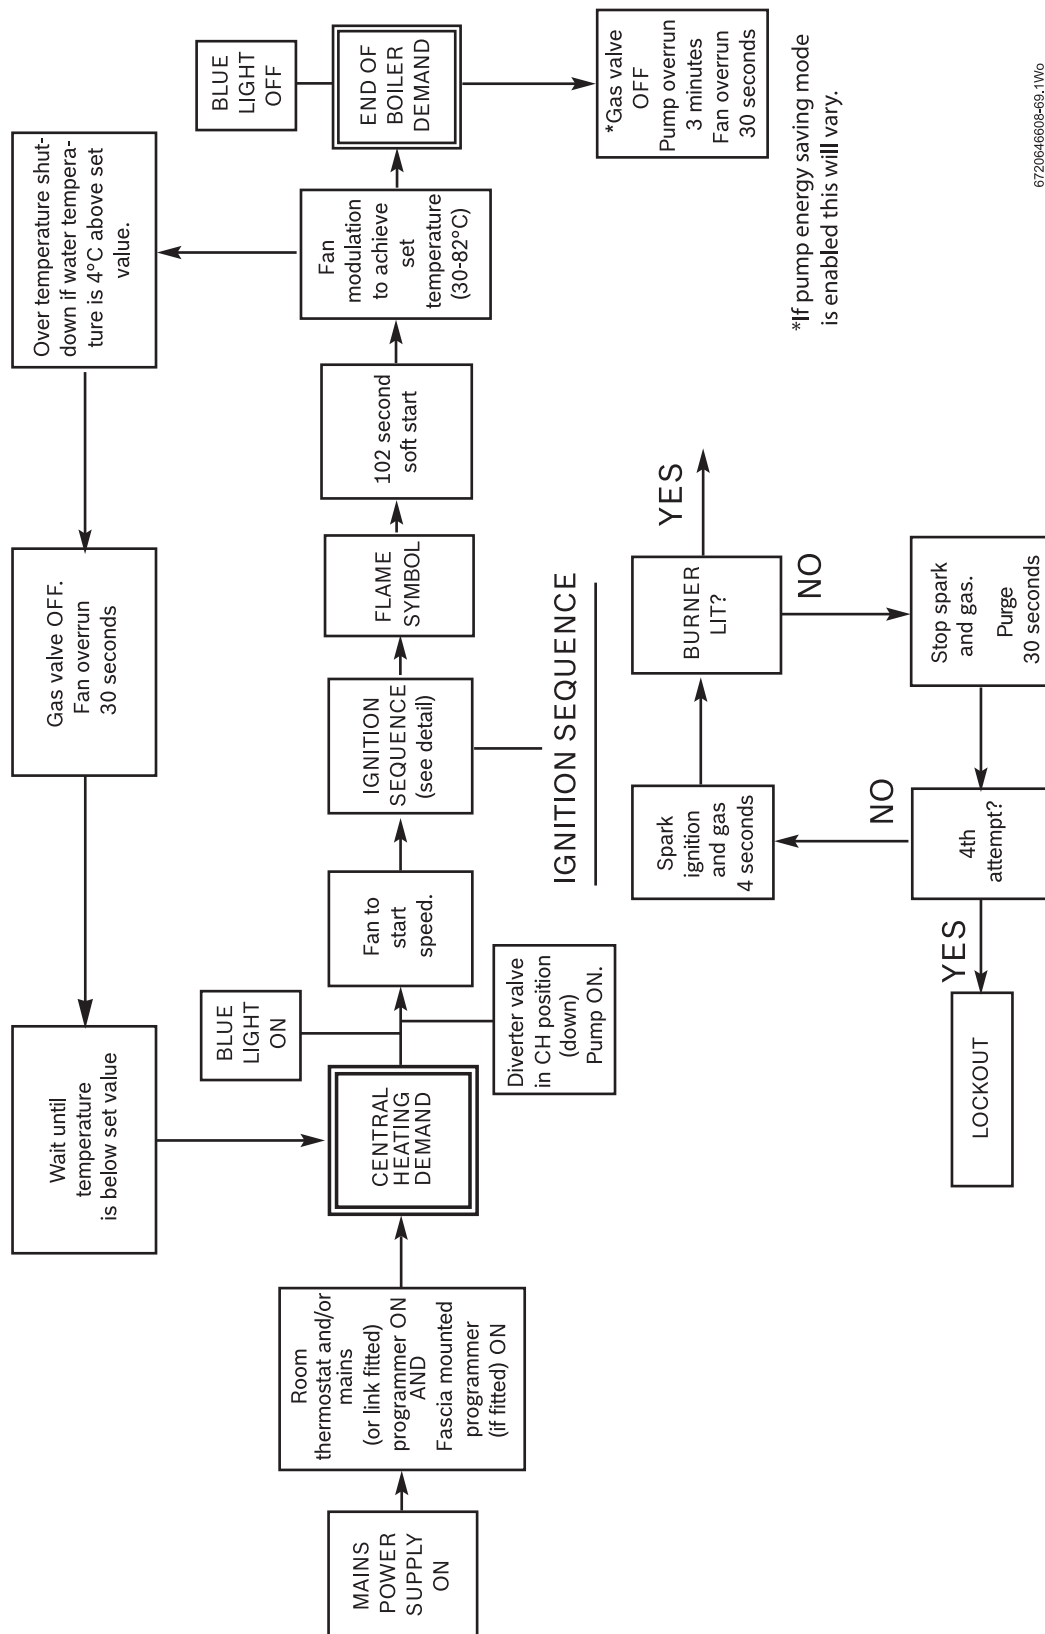 MAINS
POWER
SUPPLY
ON
Room
thermostat and/or
mains
(or link fitted)
programmer ON
AND
Fascia mounted
programmer
(if fitted) ON
Wait until
temperature
is below set value
CENTRAL
HEATING
DEMAND
BLUE
LIGHT
ON
Diverter valve
in CH position
(down)
Pump ON.
Fan to
start
speed.
Gas valve OFF.
Fan overrun
30 seconds
IGNITION
SEQUENCE
(see detail)
FLAME
SYMBOL
102 second
soft start
Over temperature shut-
down if water tempera-
ture is 4°C above set
value.
Fan
modulation
to achieve
set
temperature
(30-82°C)
BLUE
LIGHT
OFF
END OF
BOILER
DEMAND
*Gas valve
OFF
Pump overrun
3 minutes
Fan overrun
30 seconds
*If pump energy saving mode
is enabled this will vary.
IGNITION SEQUENCE
Spark
ignition
and gas
4 seconds
BURNER
LIT?
YES
NO
Stop spark
and gas.
Purge
30 seconds
4th
attempt?
NO
YES
LOCKOUT
6720646608-69.1Wo